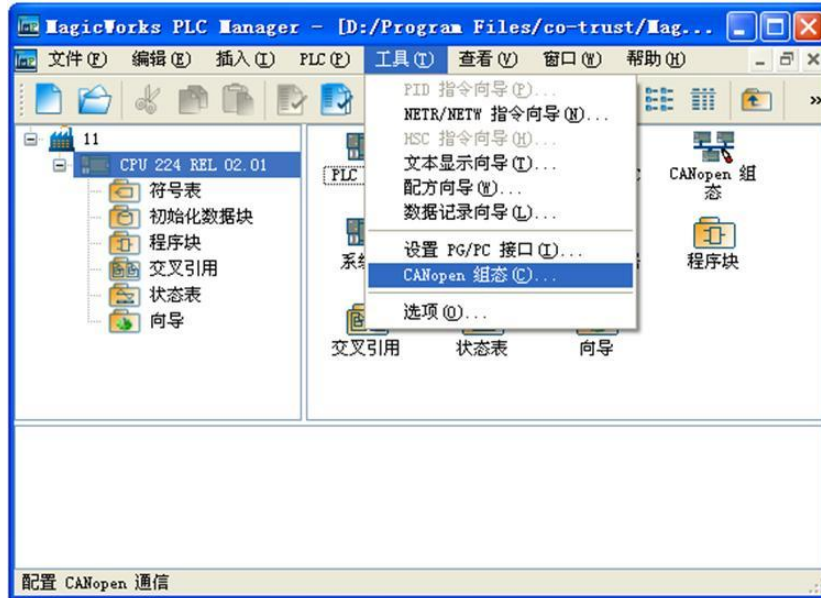 MagicWorks PLC Manager - [D:/Program Files/co-trust/Mag...
文件(F) 编辑(E) 插入(I) PLC(P) 工具(T) 查看(V) 窗口(W) 帮助(H)
PID 指令向导(P)...
NETR/NETW 指令向导(N)...
HSC 指令向导(H)...
文本显示向导(T)...
配方向导(W)...
数据记录向导(L)...
设置 PG/PC 接口(I)...
CANopen 组态(C)...
选项(O)...
11
CPU 224 REL 02.01
符号表
初始化数据块
程序块
交叉引用
状态表
向导
PLC
CANopen 组态
程序块
交叉引用 状态表 向导
配置 CANopen 通信